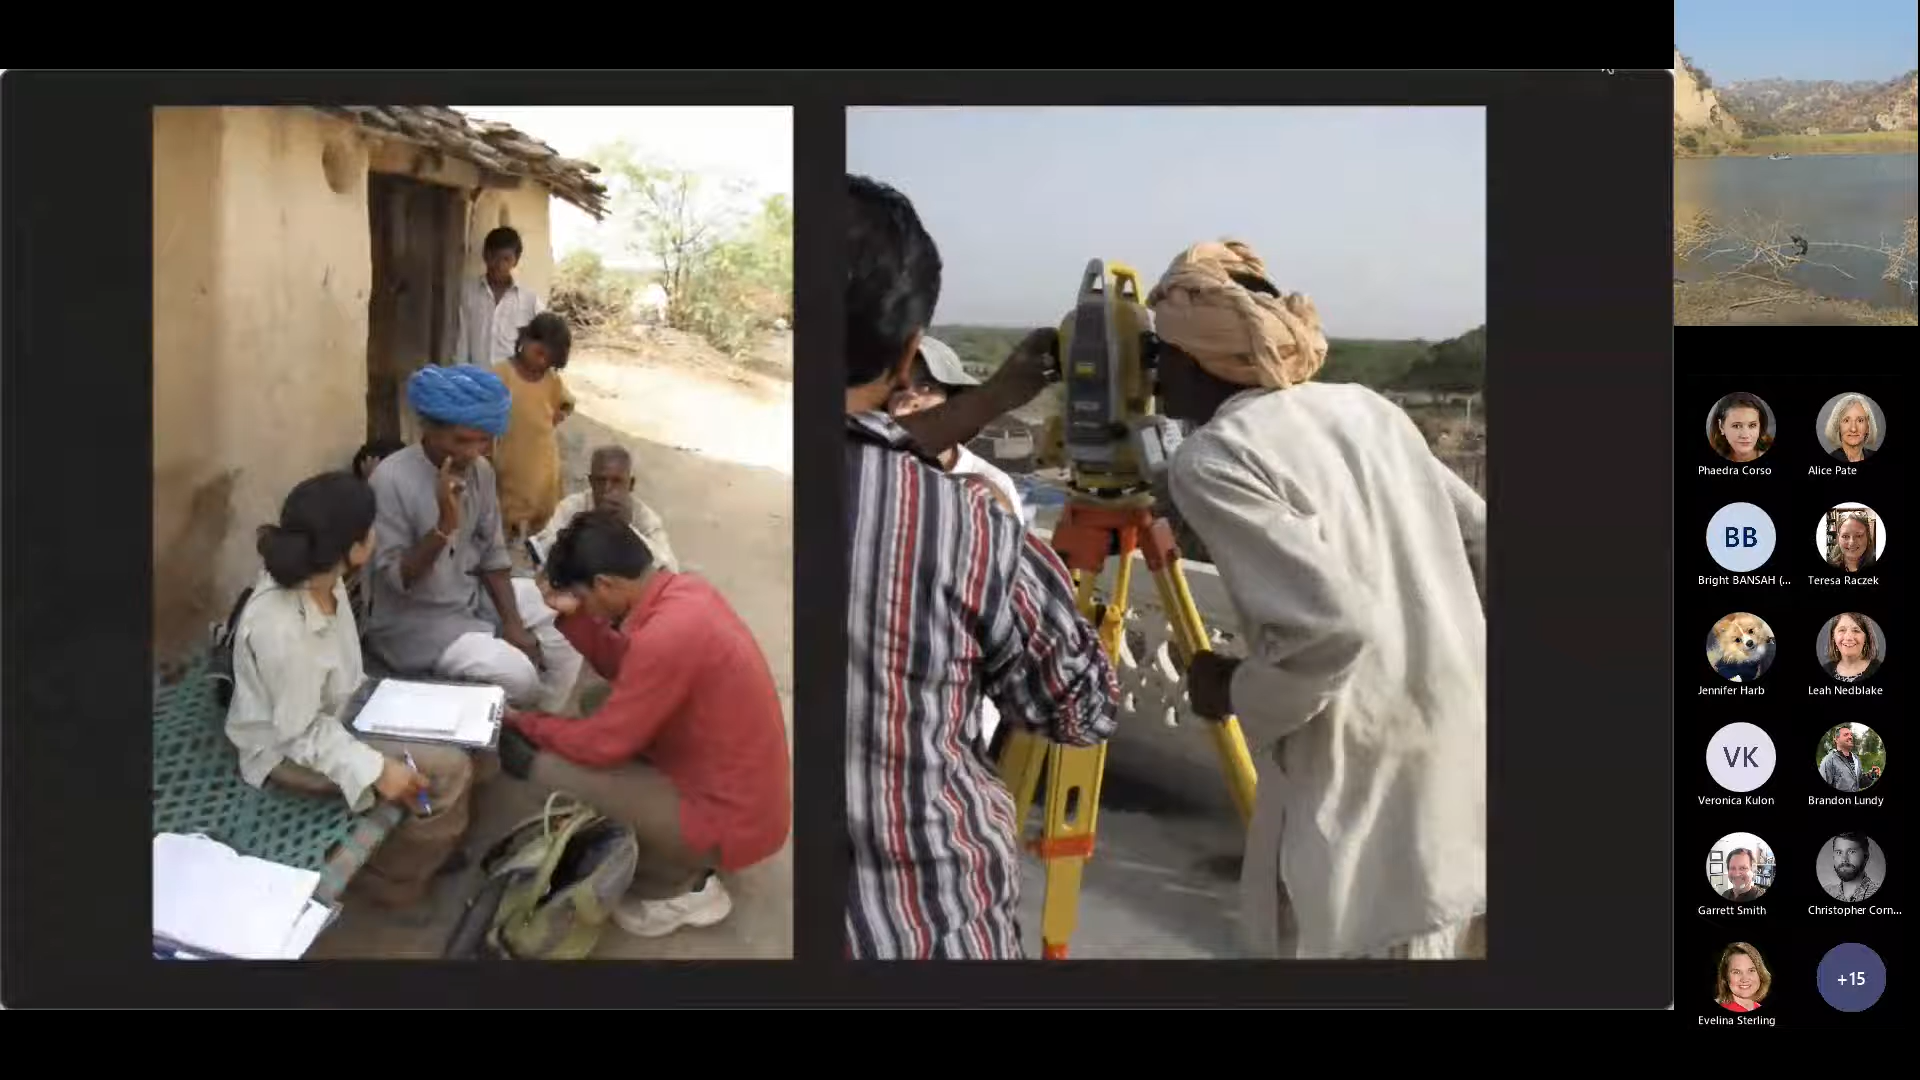 Phaedra Corso
Alice Pate
BB
Bright BANSAH (...
Teresa Raczek
Jennifer Harb
Leah Nedblake
VK
Veronica Kulon
Brandon Lundy
Garrett Smith
Christopher Corn...
Evelina Sterling
+15